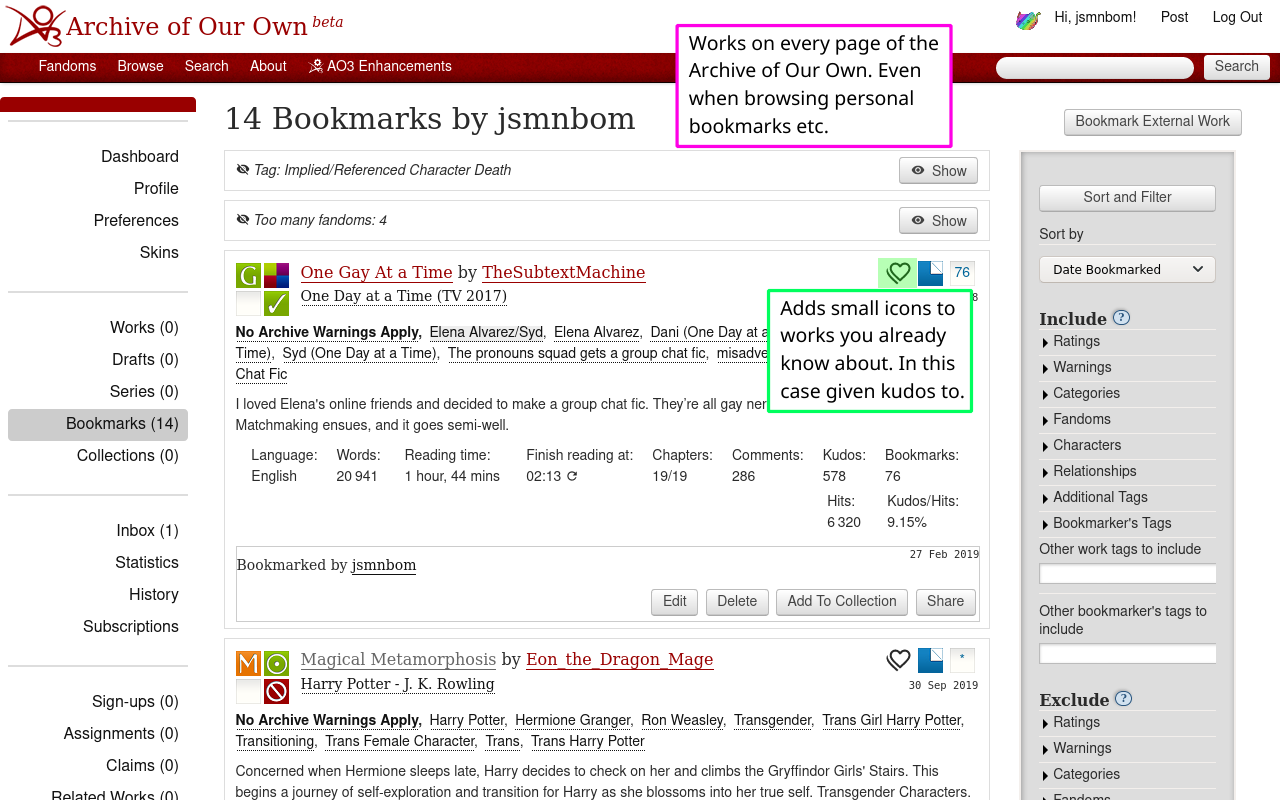 Archive of Our Own beta
Hi, jsmnbom! Post Log Out
Fandoms Browse Search About AO3 Enhancements Search
Works on every page of the
Archive of Our Own. Even
when browsing personal
bookmarks etc.
Dashboard
Profile
Preferences
Skins
Works (0)
Drafts (0)
Series (0)
Bookmarks (14)
Collections (0)
Inbox (1)
Statistics
History
Subscriptions
Sign-ups (0)
Assignments (0)
Claims (0)
Related Works (0)
14 Bookmarks by jsmnbom
Tag: Implied/Referenced Character Death Show
Too many fandoms: 4 Show
G
One Gay At a Time by TheSubtextMachine 76
One Day at a Time (TV 2017) 8
No Archive Warnings Apply, Elena Alvarez/Syd, Elena Alvarez, Dani (One Day at a
Time), Syd (One Day at a Time), The pronouns squad gets a group chat fic, misadve
Chat Fic
Adds small icons to
works you already
know about. In this
case given kudos to.
I loved Elena's online friends and decided to make a group chat fic. They're all gay ner
Matchmaking ensues, and it goes semi-well.
Language: Words: Reading time: Finish reading at: Chapters: Comments: Kudos: Bookmarks:
English 20 941 1 hour, 44 mins 02:13 19/19 286 578 76
Hits: Kudos/Hits:
6 320 9.15%
27 Feb 2019
Bookmarked by jsmnbom
Edit Delete Add To Collection Share
M
Magical Metamorphosis by Eon_the_Dragon_Mage *
Harry Potter - J. K. Rowling 30 Sep 2019
No Archive Warnings Apply, Harry Potter, Hermione Granger, Ron Weasley, Transgender, Trans Girl Harry Potter,
Transitioning, Trans Female Character, Trans, Trans Harry Potter
Concerned when Hermione sleeps late, Harry decides to check on her and climbs the Gryffindor Girls' Stairs. This
begins a journey of self-exploration and transition for Harry as she blossoms into her true self. Transgender Characters.
Bookmark External Work
Sort and Filter
Sort by
Date Bookmarked
Include ?
Ratings
Warnings
Categories
Fandoms
Characters
Relationships
Additional Tags
Bookmarker's Tags
Other work tags to include
Other bookmarker's tags to
include
Exclude ?
Ratings
Warnings
Categories
Fandoms